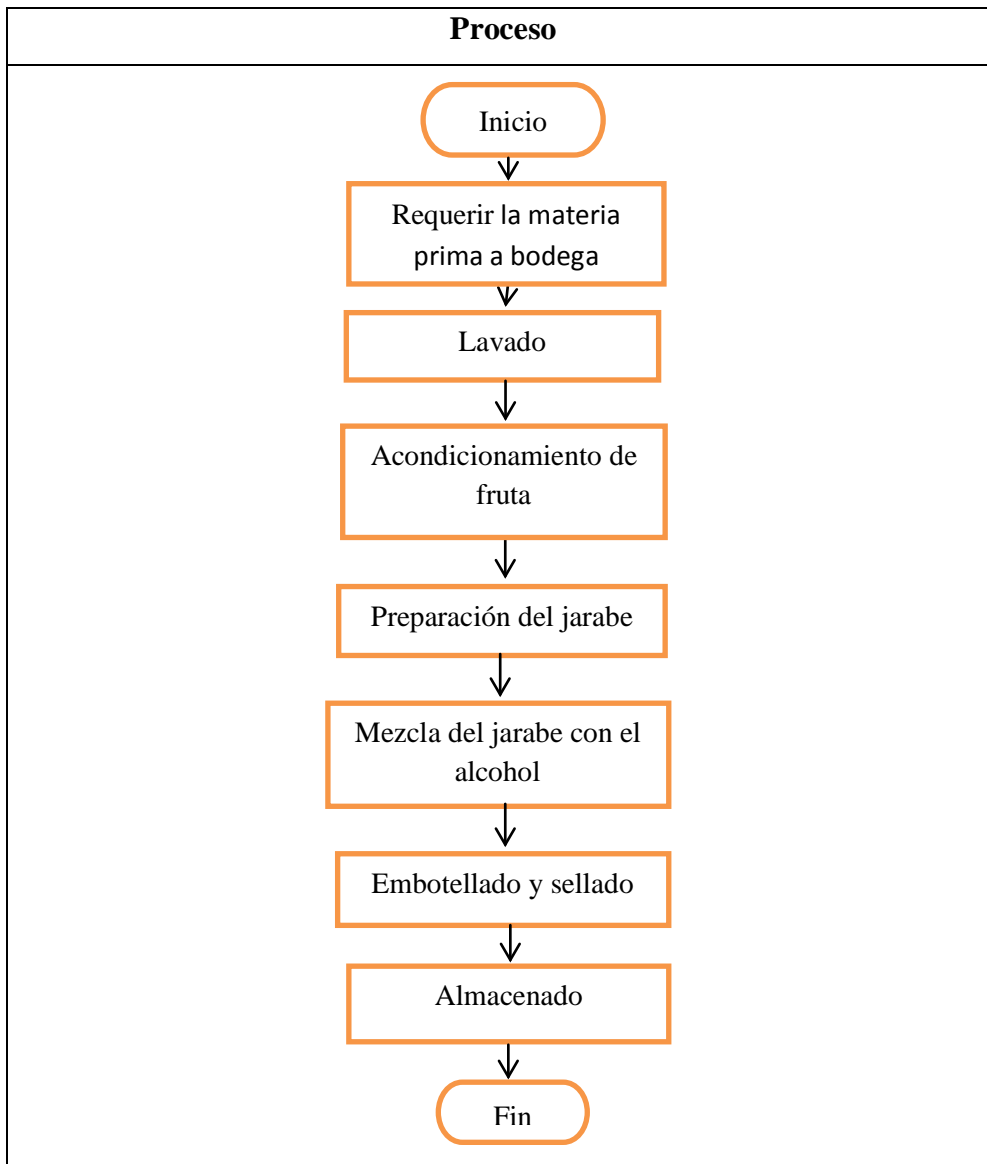 Proceso
Inicio
Requerir la materia
prima a bodega
Lavado
Acondicionamiento de
fruta
Preparación del jarabe
Mezcla del jarabe con el
alcohol
Embotellado y sellado
Almacenado
Fin